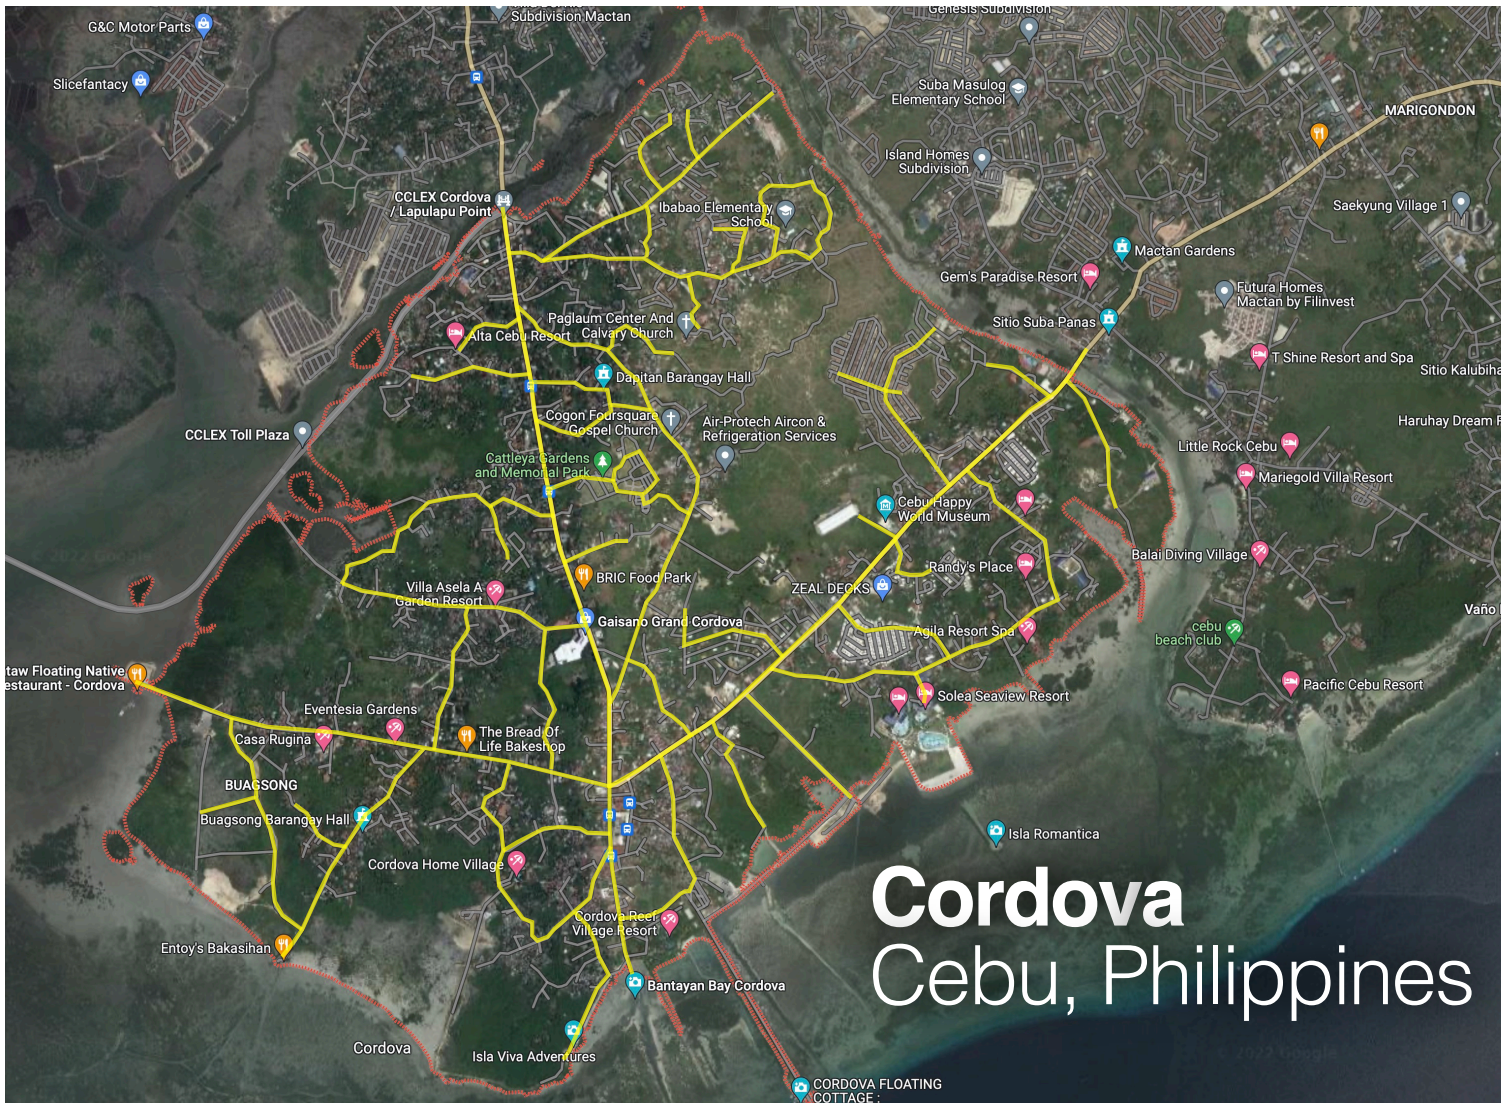 Subdivision Mactan
Genesis Subdivision
G&C Motor Parts
Slicefantacy
Suba Masulog
Elementary School
MARIGONDON
Island Homes
Subdivision
CCLEX Cordova
/ Lapulapu Point
Ibabao Elementary
School
Saekyung Village 1
Mactan Gardens
Gem's Paradise Resort
Futura Homes
Mactan by Filinvest
Paglaum Center And
Calvary Church
Sitio Suba Panas
Alta Cebu Resort
T Shine Resort and Spa
Sitio Kalubiha
Dapitan Barangay Hall
Cogon Foursquare
Gospel Church
Air-Protech Aircon &
Refrigeration Services
Haruhay Dream
CCLEX Toll Plaza
Little Rock Cebu
Cattleya Gardens
and Memorial Park
Mariegold Villa Resort
Cebu Happy
World Museum
Balai Diving Village
BRIC Food Park
Randy's Place
Villa Asela A
Garden Resort
ZEAL DECKS
Gaisano Grand Cordova
Vaño
Agila Resort Spa
cebu
beach club
taw Floating Native
estaurant - Cordova
Pacific Cebu Resort
Solea Seaview Resort
Eventesia Gardens
Casa Rugina
The Bread Of
Life Bakeshop
BUAGSONG
Buagsong Barangay Hall
Isla Romantica
Cordova Home Village
Cordova
Cebu, Philippines
Cordova Reef
Village Resort
Entoy's Bakasihan
Bantayan Bay Cordova
Cordova
Isla Viva Adventures
CORDOVA FLOATING
COTTAGE :